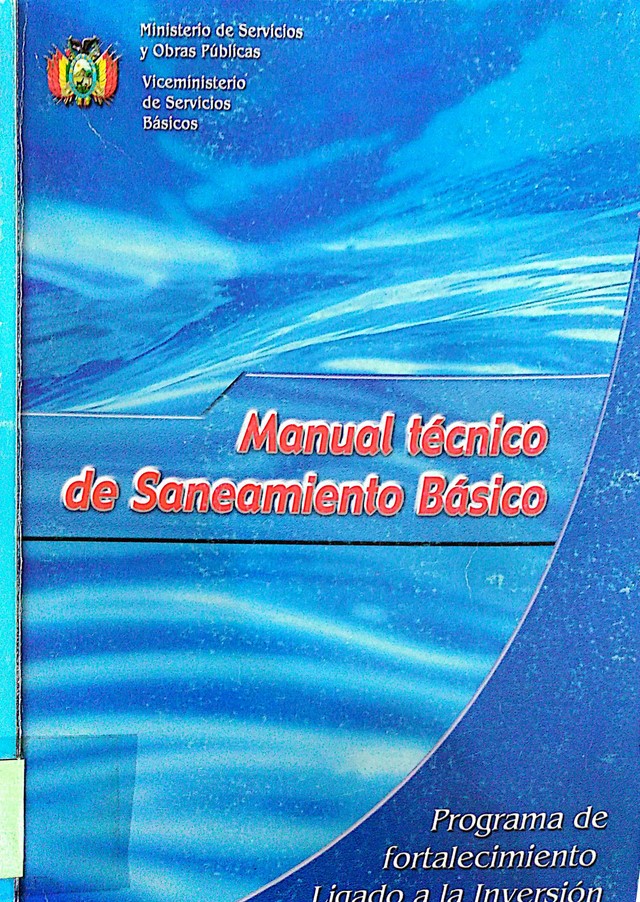 Ministerio de Servicios
y Obras Públicas
Viceministerio
de Servicios
Básicos
Manual técnico
de Saneamiento Básico
Programa de
fortalecimiento
Ligado a la Inversión